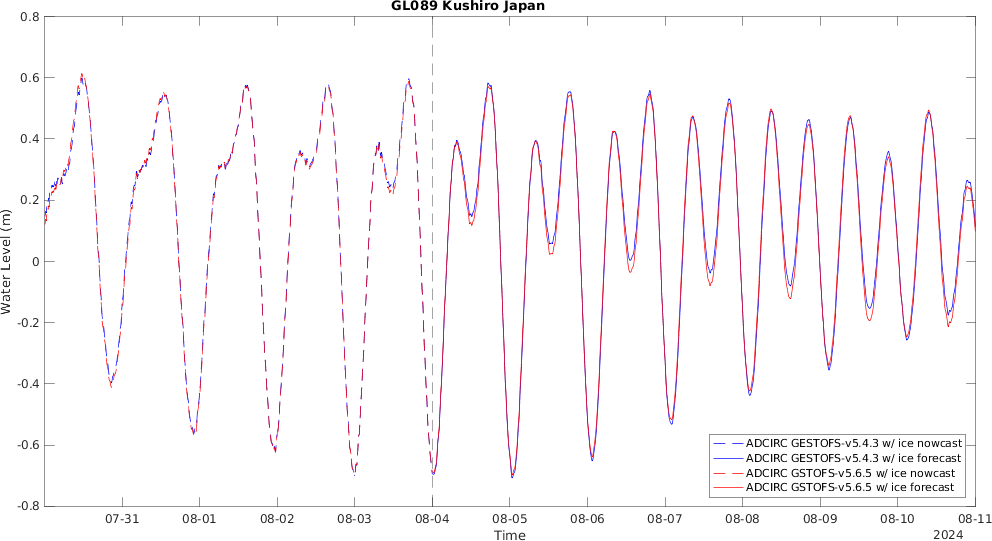 GL089 Kushiro Japan
Water Level (m)
0.8
0.6
0.4
0.2
0
-0.2
-0.4
-0.6
-0.8
ADCIRC GESTOFS-v5.4.3 w/ ice nowcast
ADCIRC GESTOFS-v5.4.3 w/ ice forecast
ADCIRC GSTOFS-v5.6.5 w/ ice nowcast
ADCIRC GSTOFS-v5.6.5 w/ ice forecast
07-31 08-01 08-02 08-03 08-04 08-05 08-06 08-07 08-08 08-09 08-10 08-11
Time
2024